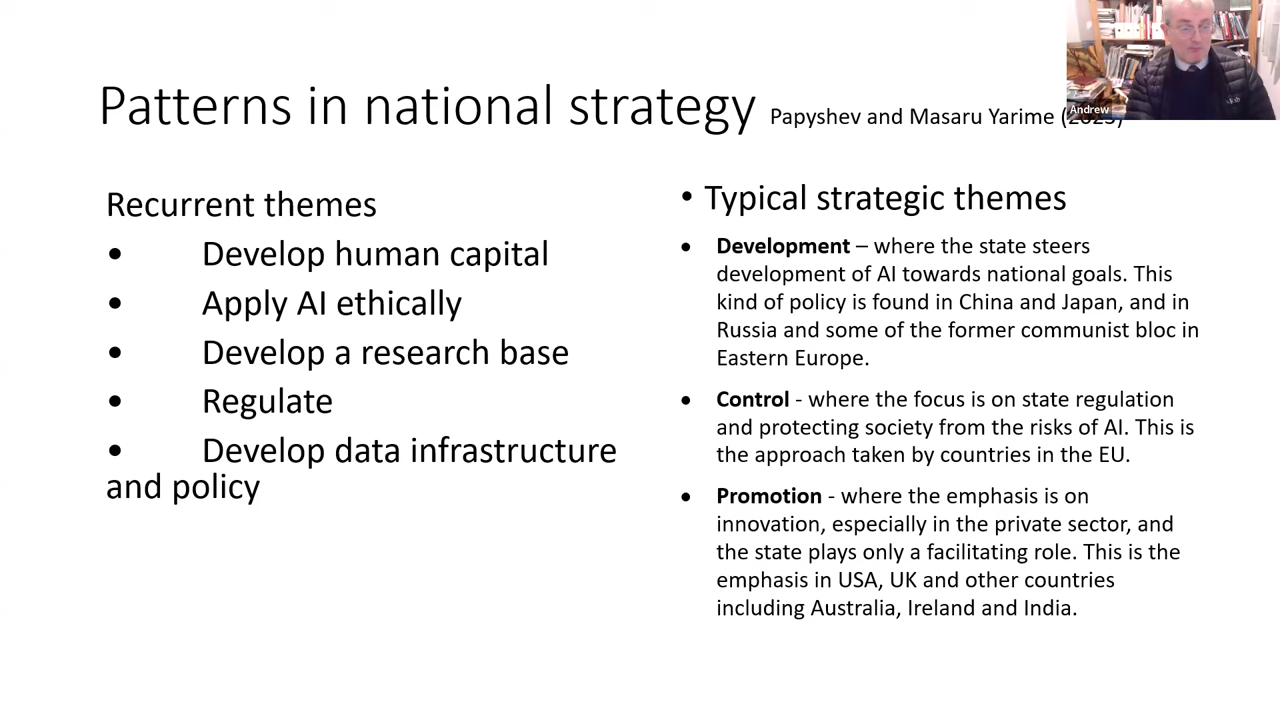 Patterns in national strategy Papyshev and Masaru Yarime (2023)
Andrew
Recurrent themes
• Develop human capital
• Apply AI ethically
• Develop a research base
• Regulate
• Develop data infrastructure
and policy
• Typical strategic themes
• Development – where the state steers
development of AI towards national goals. This
kind of policy is found in China and Japan, and in
Russia and some of the former communist bloc in
Eastern Europe.
• Control - where the focus is on state regulation
and protecting society from the risks of AI. This is
the approach taken by countries in the EU.
• Promotion - where the emphasis is on
innovation, especially in the private sector, and
the state plays only a facilitating role. This is the
emphasis in USA, UK and other countries
including Australia, Ireland and India.